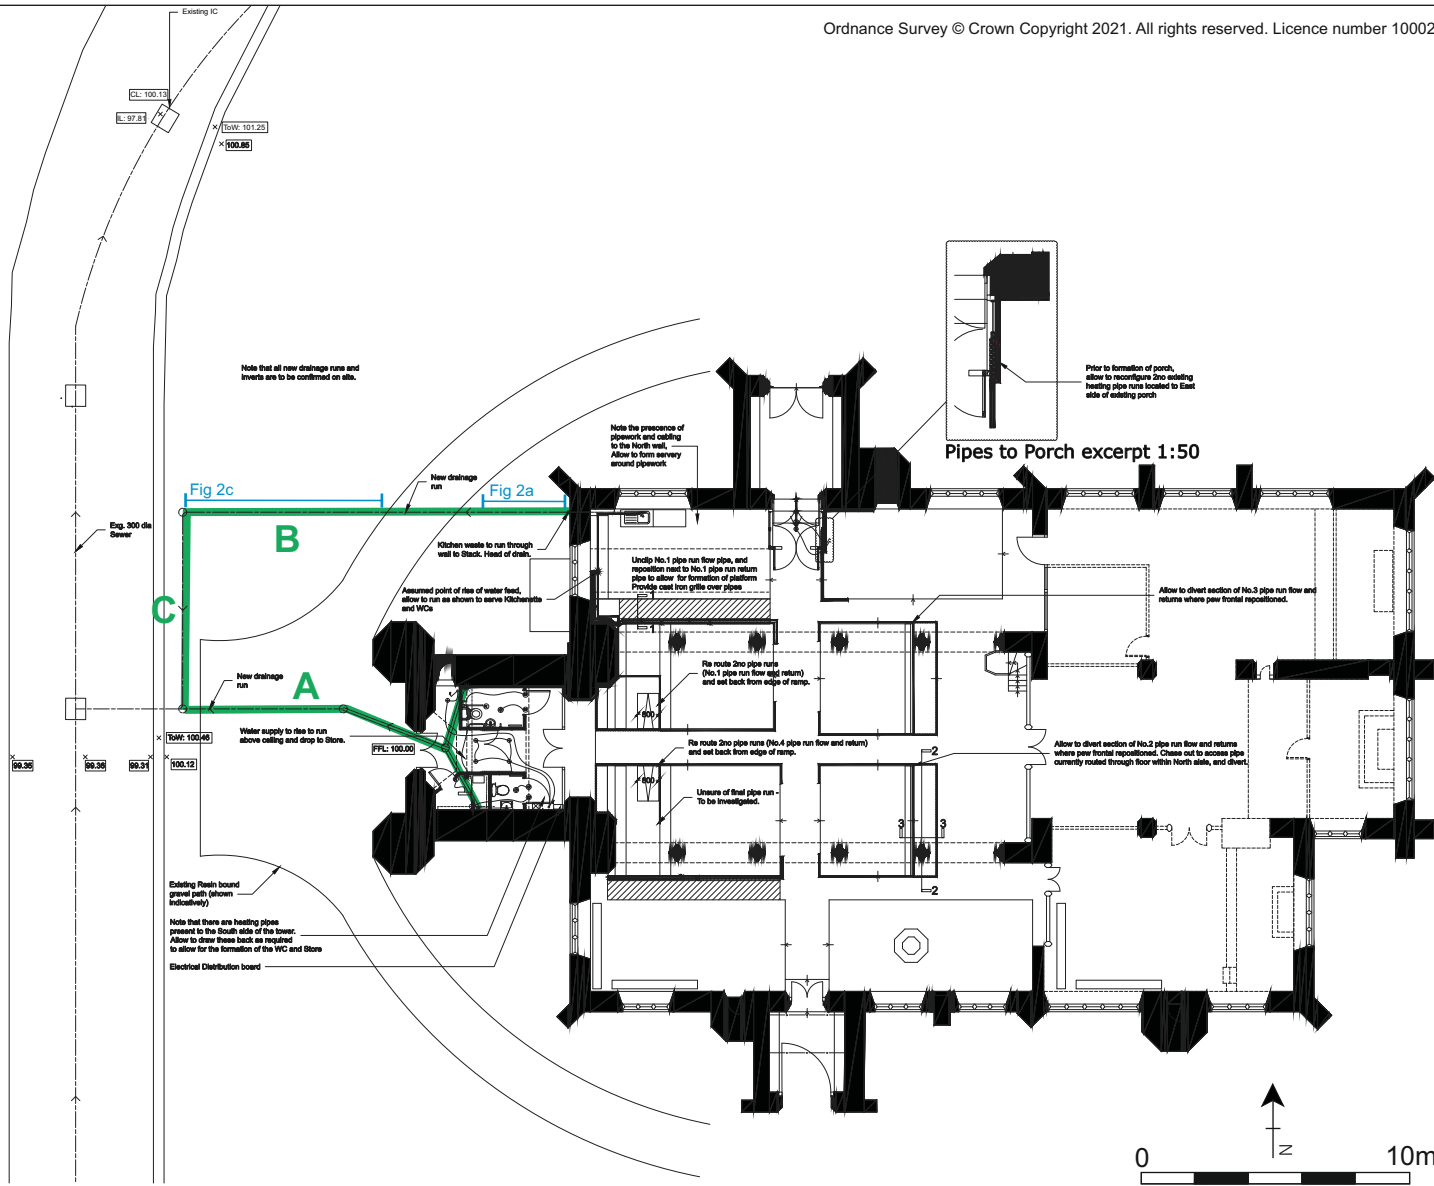 Existing IC
Ordnance Survey © Crown Copyright 2021. All rights reserved. Licence number 10002
CL: 100.13
IL: 97.81
ToW: 101.25
100.85
Note that all new drainage runs and
inverts are to be confirmed on site.
Note the prescence of
pipework and cabling
to the North wall,
Allow to form servery
around pipework
Prior to formation of porch,
allow to reconfigure 2no existing
heating pipe runs located to East
side of existing porch
Pipes to Porch excerpt 1:50
New drainage
run
Fig 2c
Fig 2a
B
Exg. 300 dia
Sewer
Kitchen waste to run through
wall to Stack. Head of drain.
Unclip No.1 pipe run flow pipe, and
reposition next to No.1 pipe run return
pipe to allow for formation of platform
Provide cast iron grille over pipes
Assumed point of rise of water feed,
allow to run as shown to serve Kitchenette
and WCs
1
1
Allow to divert section of No.3 pipe run flow and
returns where pew frontal repositioned.
C
New drainage
run
A
Re route 2no pipe runs
(No.1 pipe run flow and return)
and set back from edge of ramp.
600
Water supply to rise to run
above ceiling and drop to Store.
ToW: 100.46
FFL: 100.00
99.35
99.35
99.31
100.12
Re route 2no pipe runs (No.4 pipe run flow and return)
and set back from edge of ramp.
2
Allow to divert section of No.2 pipe run flow and returns
where pew frontal repositioned. Chase out to access pipe
currently routed through floor within North aisle, and divert.
600
Unsure of final pipe run -
To be investigated.
3
3
2
Existing Resin bound
gravel path (shown
indicatively)
Note that there are heating pipes
present to the South side of the tower.
Allow to draw these back as required
to allow for the formation of the WC and Store
Electrical Distribution board
N
0
10m